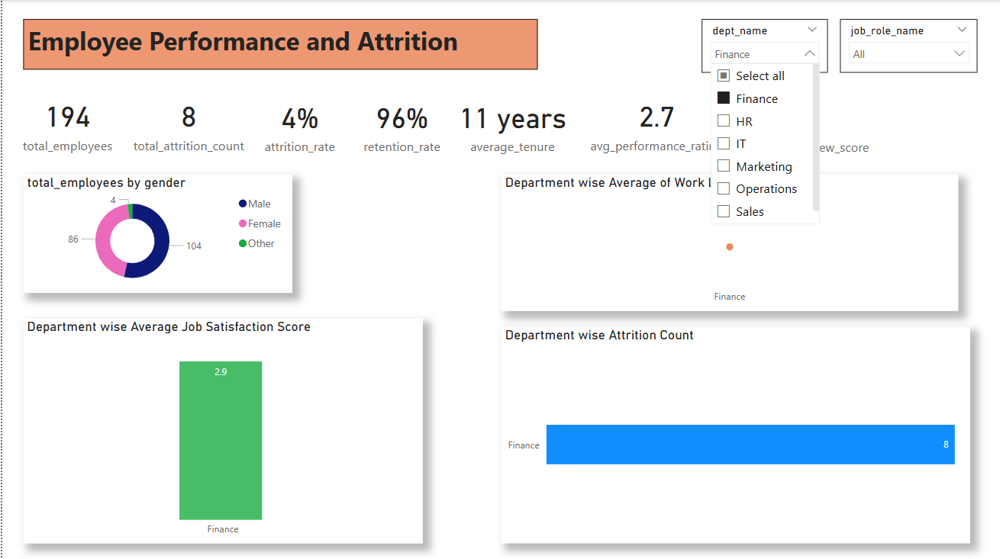 Employee Performance and Attrition
dept_name
Finance
Select all
Finance
HR
IT
Marketing
Operations
Sales
job_role_name
All
194
total_employees
8
total_attrition_count
4%
attrition_rate
96%
retention_rate
11 years
average_tenure
2.7
avg_performance_ratin
ew_score
total_employees by gender
4
86
104
Male
Female
Other
Department wise Average of Work
Finance
Department wise Average Job Satisfaction Score
2.9
Finance
Department wise Attrition Count
Finance
8